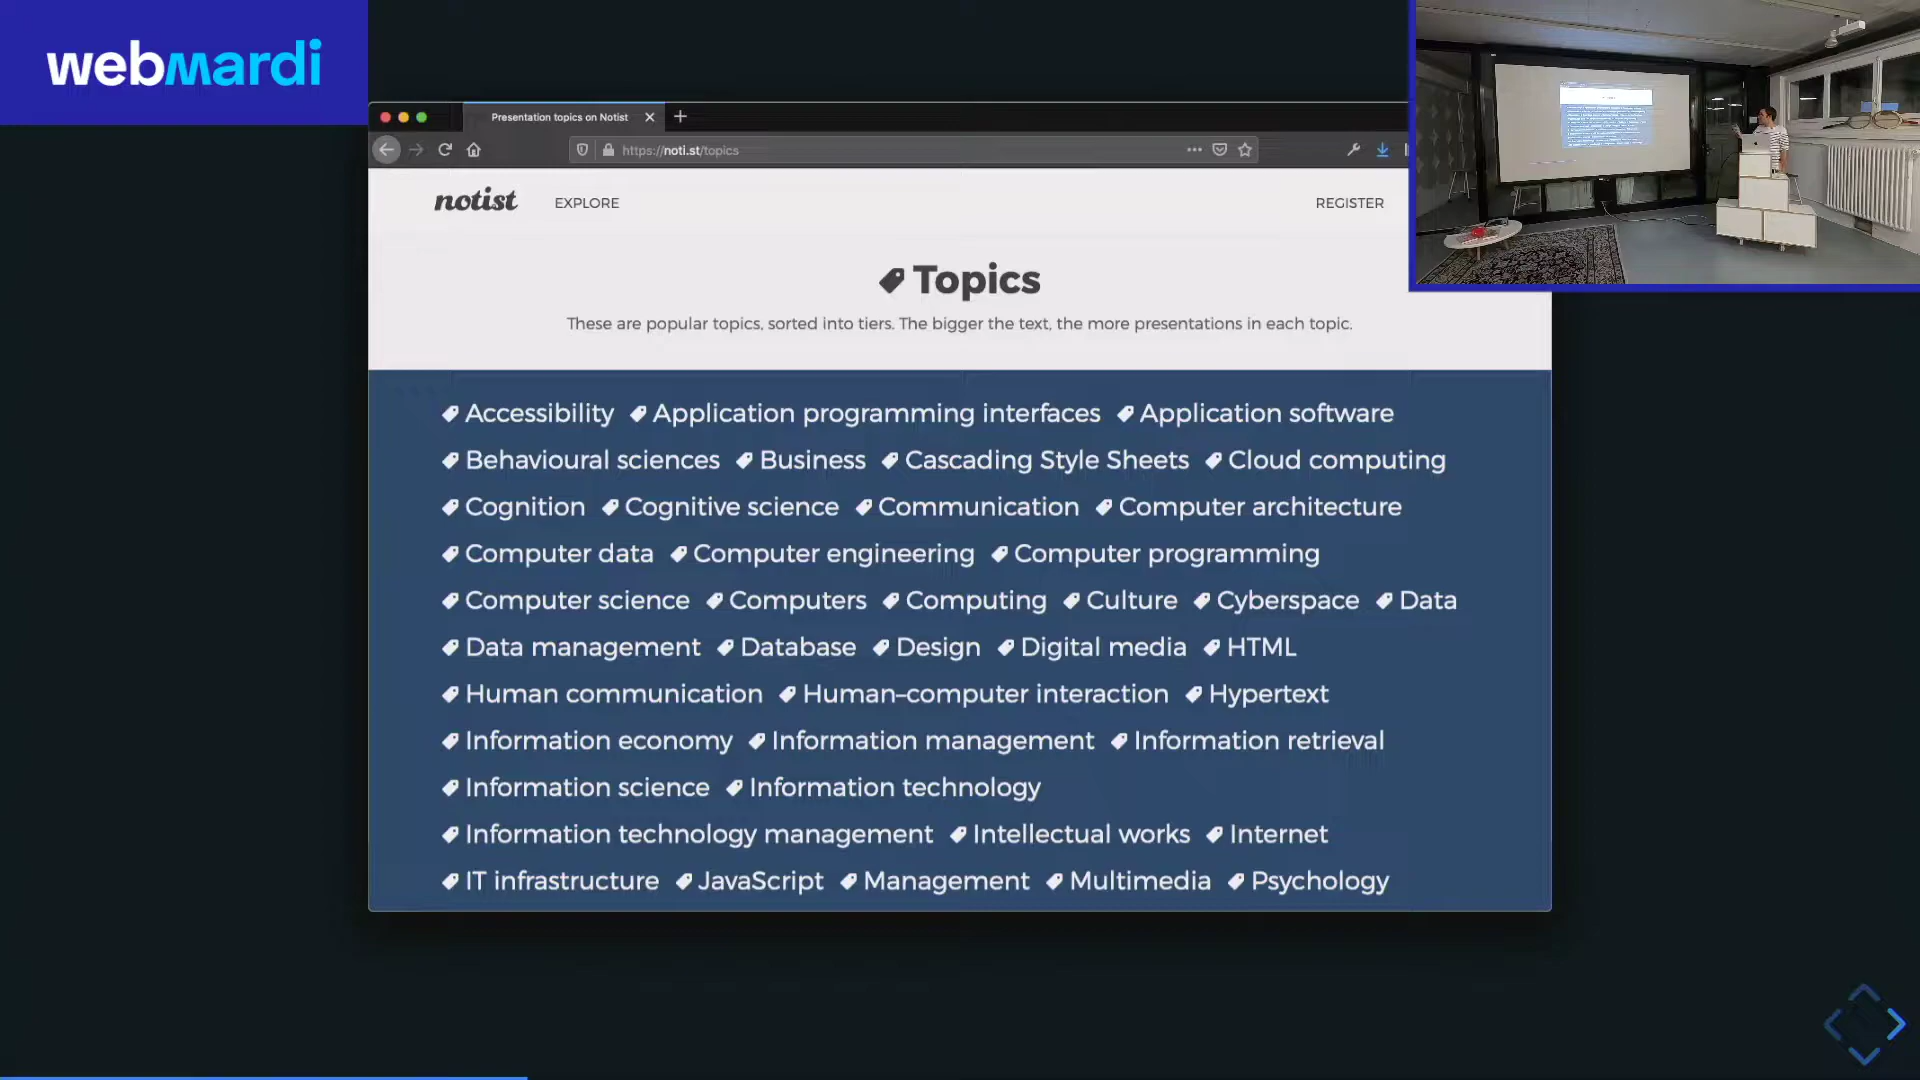 webmardi
Presentation topics on Notist
https://noti.st/topics
notist EXPLORE REGISTER
Topics
These are popular topics, sorted into tiers. The bigger the text, the more presentations in each topic.
Accessibility Application programming interfaces Application software
Behavioural sciences Business Cascading Style Sheets Cloud computing
Cognition Cognitive science Communication Computer architecture
Computer data Computer engineering Computer programming
Computer science Computers Computing Culture Cyberspace Data
Data management Database Design Digital media HTML
Human communication Human–computer interaction Hypertext
Information economy Information management Information retrieval
Information science Information technology
Information technology management Intellectual works Internet
IT infrastructure JavaScript Management Multimedia Psychology